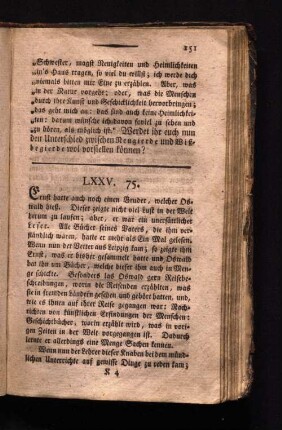 151
„Schwester, magst Neuigkeiten und Heimlichkeiten
„in's Haus tragen, so viel du willst; ich werde dich
„niemals bitten mir Eine zu erzählen. Aber, was
„in der Natur vorgeht; oder, was die Menschen
„durch ihre Kunst und Geschicklichkeit hervorbringen;
„das geht mich an; das sind auch keine Heimlichkei-
„ten; darum wünsche ich davon soviel zu sehen und
„zu hören, als möglich ist." Werdet ihr euch nun
den Unterschied zwischen Neugierde und Wiß-
begierde wol vorstellen können?
LXXV. 75.
Ernst hatte auch noch einen Bruder, welcher Os-
wald hieß. Dieser zeigte nicht viel Lust in der Welt
herum zu laufen; aber, er war ein unersättlicher
Leser. Alle Bücher seines Vaters, die ihm ver-
ständlich waren, hatte er mehr als Ein Mal gelesen.
Wann nun der Vetter aus Leipzig kam; so zeigte ihm
Ernst, was er bisher gesammelt hatte und Oswald
bat ihn um Bücher, welche dieser ihm auch in Men-
ge schickte. Besonders las Oswald gern Reisebe-
schreibungen, worin die Reisenden erzählten, was
sie in fremden Ländern gesehen und gehört hatten, und,
wie es ihnen auf ihrer Reise gegangen war; Nach-
richten von künstlichen Erfindungen der Menschen;
Geschichtbücher, worin erzählt wird, was in vori-
gen Zeiten in der Welt vorgegangen ist. Dadurch
lernte er allerdings eine Menge Sachen kennen.
Wenn nun der Lehrer dieser Knaben bei dem münd-
lichen Unterrichte auf gewisse Dinge zu reden kam;
K 4